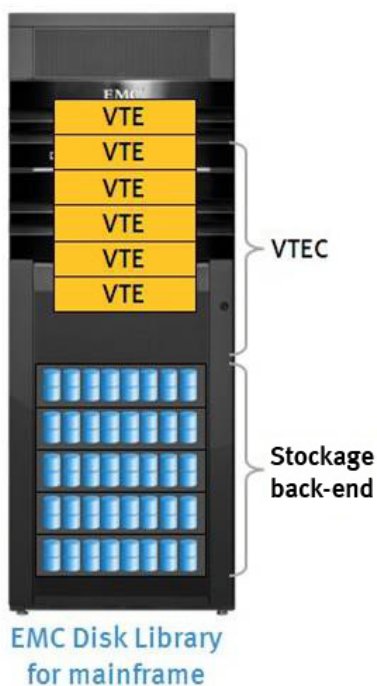 EMC
VTE
VTE
VTE
VTE
VTE
VTE
VTEC
Stockage
back-end
EMC Disk Library
for mainframe